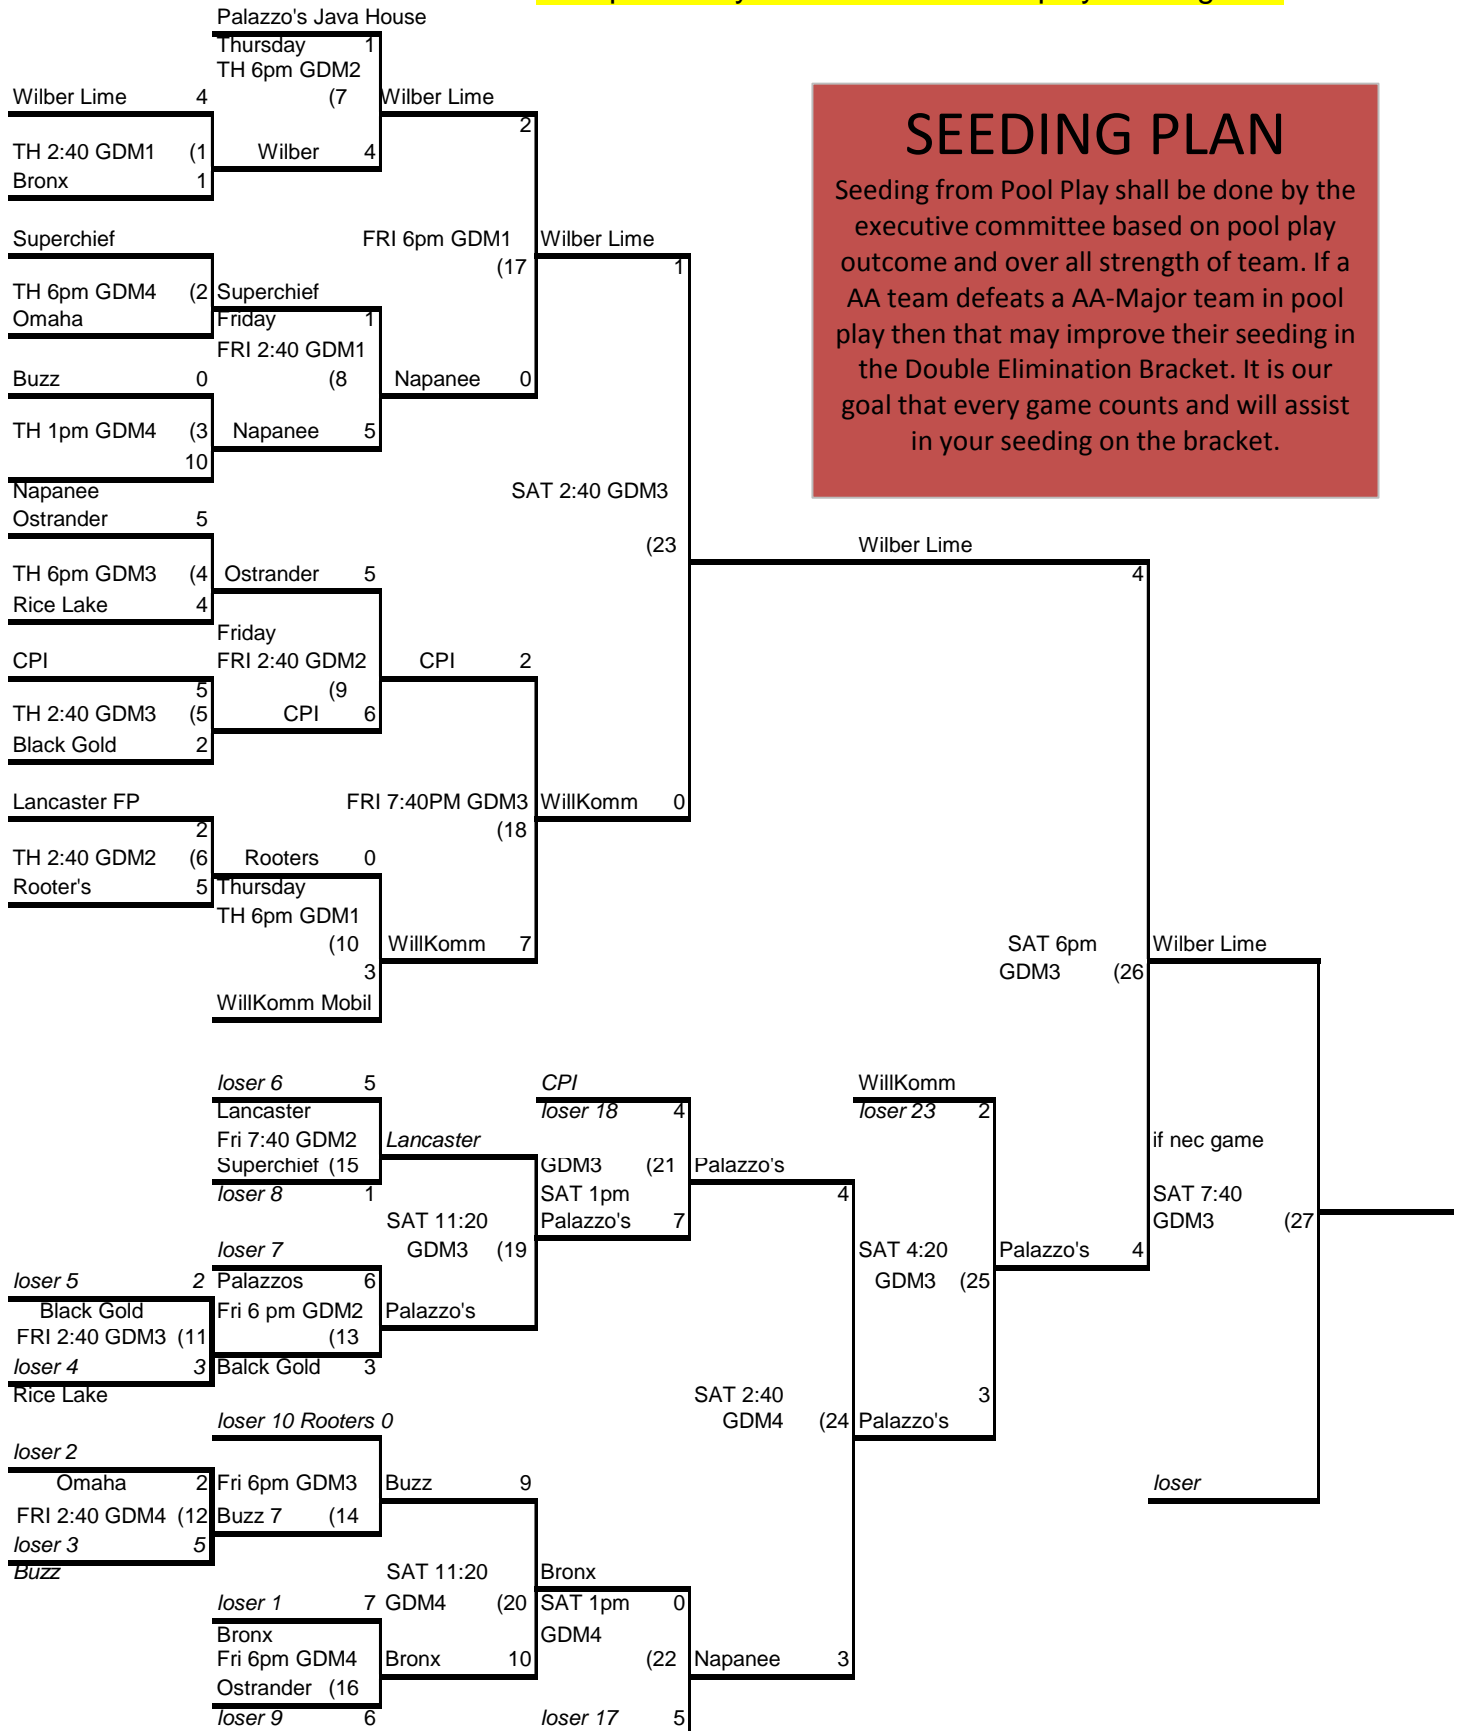 Palazzo's Java House
Thursday 1
TH 6pm GDM2
Wilber Lime 4 (7 Wilber Lime
2
TH 2:40 GDM1 (1 Wilber 4
Bronx 1
SEEDING PLAN
Seeding from Pool Play shall be done by the
executive committee based on pool play
outcome and over all strength of team. If a
AA team defeats a AA-Major team in pool
play then that may improve their seeding in
the Double Elimination Bracket. It is our
goal that every game counts and will assist
in your seeding on the bracket.
Superchief FRI 6pm GDM1 Wilber Lime
(17 1
TH 6pm GDM4 (2 Superchief
Omaha Friday 1
FRI 2:40 GDM1
Buzz 0 (8 Napanee 0
TH 1pm GDM4 (3 Napanee 5
10
Napanee SAT 2:40 GDM3
Ostrander 5
(23 Wilber Lime
TH 6pm GDM3 (4 Ostrander 5 4
Rice Lake 4
Friday
CPI FRI 2:40 GDM2 CPI 2
5 (9
TH 2:40 GDM3 (5 CPI 6
Black Gold 2
Lancaster FP FRI 7:40PM GDM3 WillKomm 0
2 (18
TH 2:40 GDM2 (6 Rooters 0
Rooter's 5 Thursday
TH 6pm GDM1
(10 WillKomm 7 SAT 6pm Wilber Lime
3 GDM3 (26
WillKomm Mobil
loser 6 5 CPI WillKomm
Lancaster loser 18 4 loser 23 2
Fri 7:40 GDM2 Lancaster if nec game
Superchief (15 GDM3 (21 Palazzo's
loser 8 1 SAT 1pm 4 SAT 7:40
SAT 11:20 Palazzo's 7 GDM3 (27
loser 7 GDM3 (19 SAT 4:20 Palazzo's 4
loser 5 2 Palazzos 6 GDM3 (25
Black Gold Fri 6 pm GDM2 Palazzo's
FRI 2:40 GDM3 (11 (13
loser 4 3 Balck Gold 3
Rice Lake SAT 2:40 3
loser 10 Rooters 0 GDM4 (24 Palazzo's
loser 2
Omaha 2 Fri 6pm GDM3 Buzz 9 loser
FRI 2:40 GDM4 (12 Buzz 7 (14
loser 3 5
Buzz SAT 11:20 Bronx
loser 1 7 GDM4 (20 SAT 1pm 0
Bronx GDM4
Fri 6pm GDM4 Bronx 10 (22 Napanee 3
Ostrander (16
loser 9 6 loser 17 5